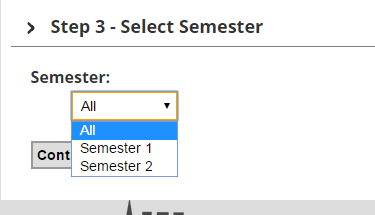 Step 3 - Select Semester
Semester:
All
All
Semester 1
Semester 2
Cont